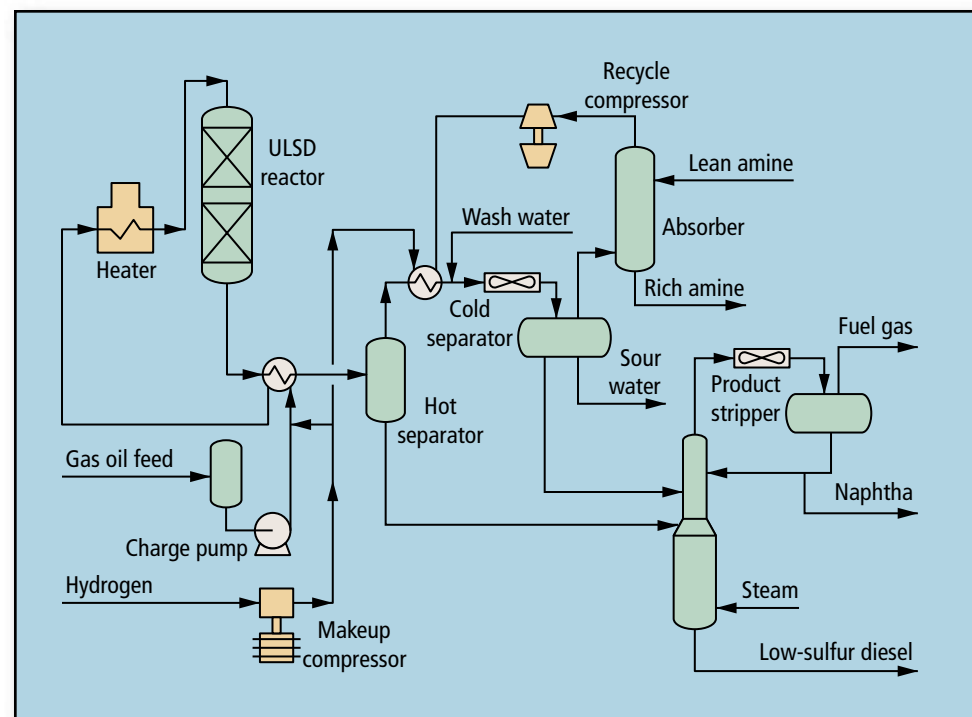 Recycle
compressor
ULSD
reactor
Lean amine
Wash water
Absorber
Heater
Rich amine
Cold
separator
Fuel gas
Sour
water
Product
stripper
Hot
separator
Gas oil feed
Naphtha
Charge pump
Hydrogen
Steam
Makeup
compressor
Low-sulfur diesel